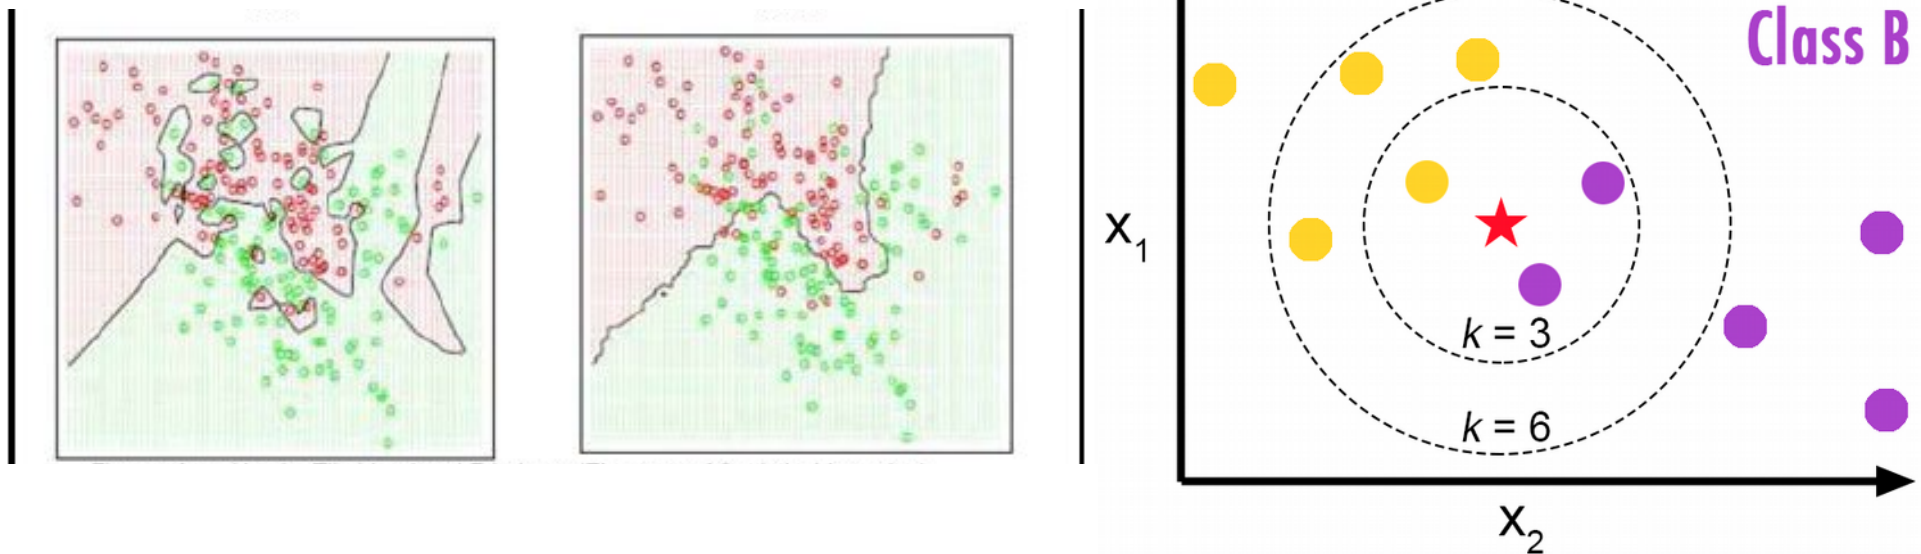 Class B
x1
k = 3
k = 6
x2